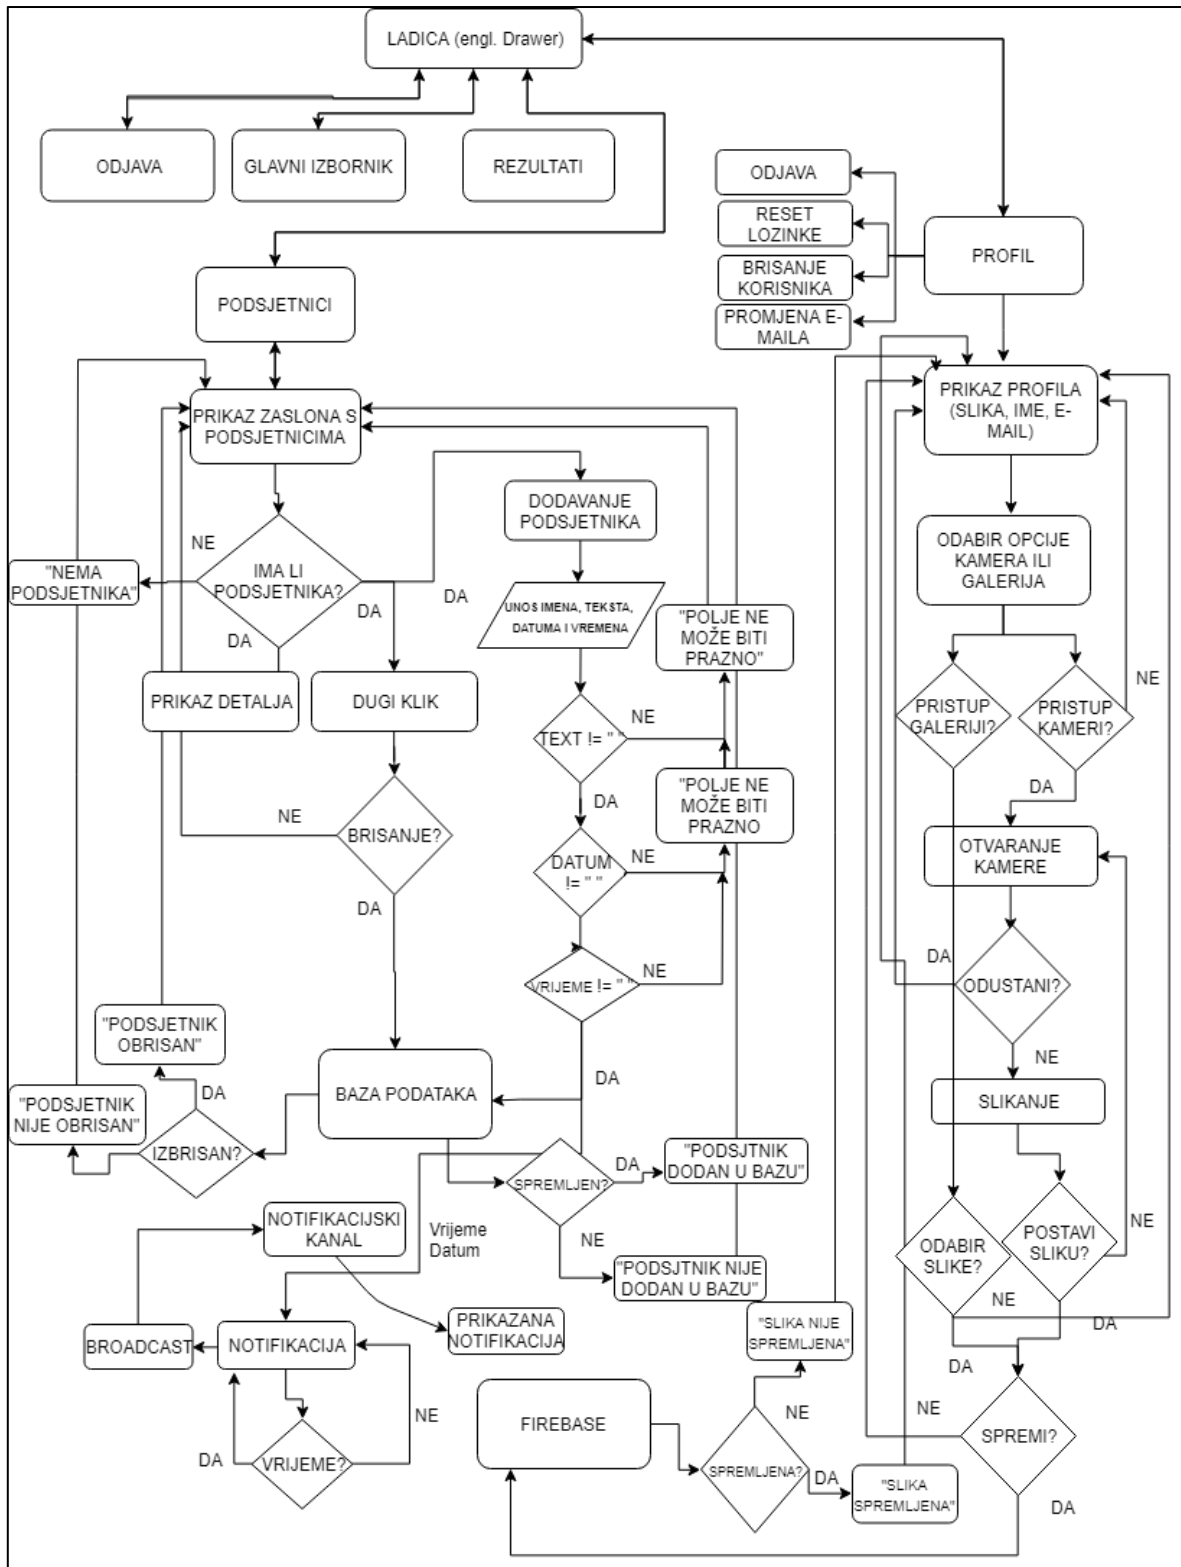 LADICA (engl. Drawer)
ODJAVA
GLAVNI IZBORNIK
REZULTATI
ODJAVA
RESET
LOZINKE
BRISANJE
KORISNIKA
PROMJENA E-
MAILA
PROFIL
PODSJETNICI
PRIKAZ ZASLONA S
PODSJETNICIMA
PRIKAZ PROFILA
(SLIKA, IME, E-
MAIL)
DODAVANJE
PODSJETNIKA
NE
"NEMA
PODSJETNIKA"
IMA LI
PODSJETNIKA?
DA
DA
DA
ODABIR OPCIJE
KAMERA ILI
GALERIJA
UNOS IMENA, TEKSTA,
DATUMA I VREMENA
"POLJE NE
MOŽE BITI
PRAZNO"
PRIKAZ DETALJA
DUGI KLIK
PRISTUP
GALERIJI?
PRISTUP
KAMERI?
NE
TEXT != " "
NE
DA
"POLJE NE
MOŽE BITI
PRAZNO
DA
NE
BRISANJE?
DA
DATUM
!= " "
NE
OTVARANJE
KAMERE
VRIJEME != " "
NE
DA
ODUSTANI?
NE
"PODSJETNIK
OBRISAN"
BAZA PODATAKA
DA
DA
"PODSJETNIK
NIJE OBRISAN"
IZBRISAN?
SLIKANJE
SPREMLJEN?
DA
"PODSJTNIK
DODAN U BAZU"
NE
"PODSJTNIK NIJE
DODAN U BAZU"
NOTIFIKACIJSKI
KANAL
Vrijeme
Datum
ODABIR
SLIKE?
POSTAVI
SLIKU?
NE
NE
DA
DA
BROADCAST
NOTIFIKACIJA
PRIKAZANA
NOTIFIKACIJA
"SLIKA NIJE
SPREMLJENA"
NE
DA
VRIJEME?
FIREBASE
NE
SPREMLJENA?
DA
"SLIKA
SPREMLJENA"
NE
SPREMI?
DA